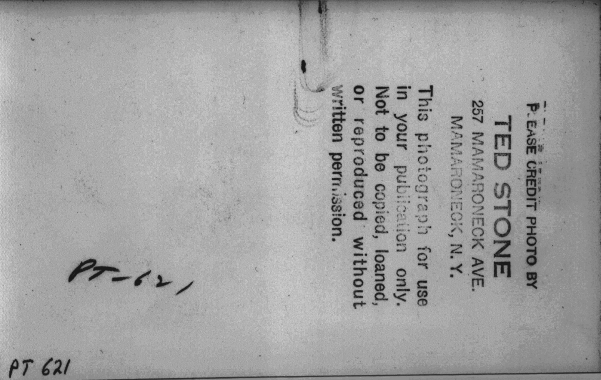 PLEASE CREDIT PHOTO BY
TED STONE
257 MAMARONECK AVE.
MAMARONECK, N. Y.
This photograph for use
in your publication only.
Not to be copied, loaned,
or reproduced without
written permission.
PT-621
PT 621